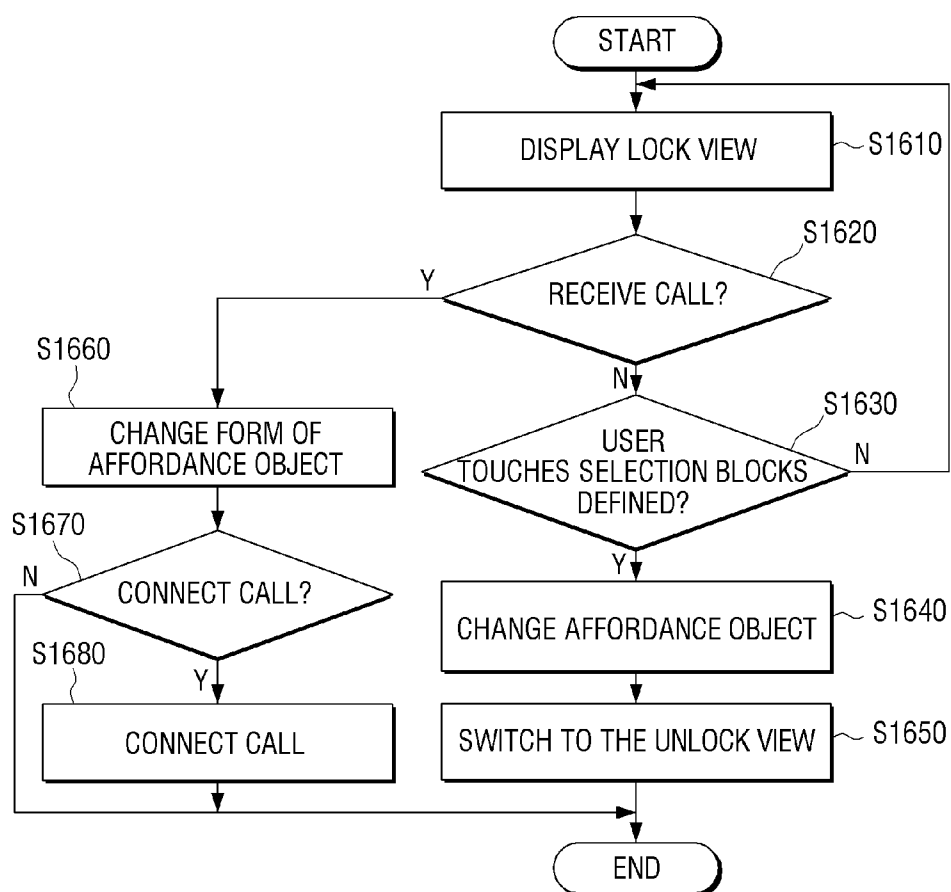 START
DISPLAY LOCK VIEW
S1610
S1620
Y
RECEIVE CALL?
N
S1660
CHANGE FORM OF
AFFORDANCE OBJECT
S1630
USER
TOUCHES SELECTION BLOCKS
DEFINED?
N
Y
S1670
N
CONNECT CALL?
Y
S1640
CHANGE AFFORDANCE OBJECT
S1680
CONNECT CALL
SWITCH TO THE UNLOCK VIEW
S1650
END